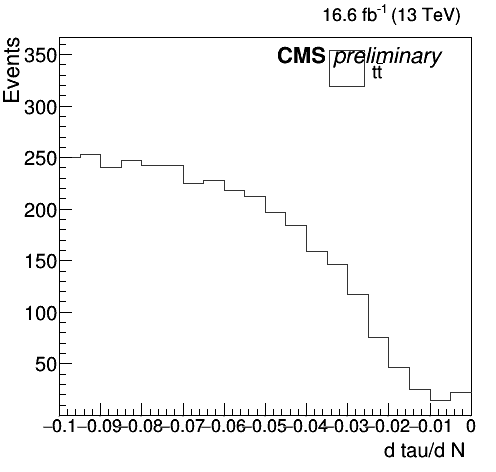 16.6 fb⁻¹ (13 TeV)
CMS preliminary
tt̄
Events
350
300
250
200
150
100
50
−0.1 −0.09 −0.08 −0.07 −0.06 −0.05 −0.04 −0.03 −0.02 −0.01 0
d tau/d N